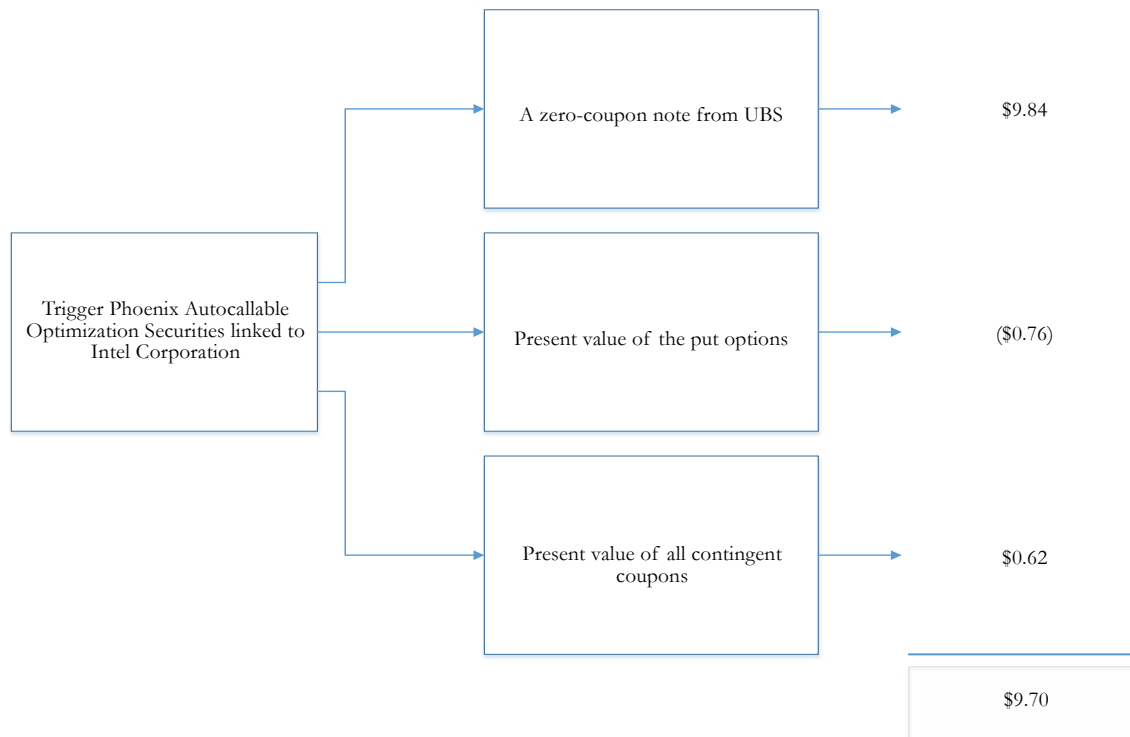 A zero-coupon note from UBS
$9.84
Trigger Phoenix Autocallable
Optimization Securities linked to
Intel Corporation
Present value of the put options
($0.76)
Present value of all contingent
coupons
$0.62
$9.70